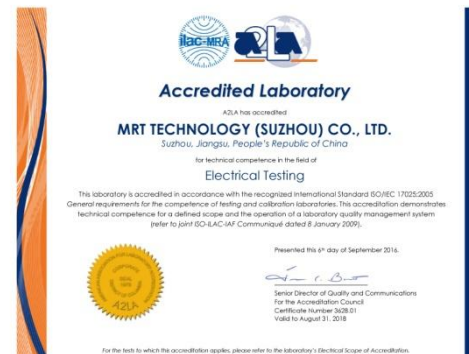 ilac-MRA
A2LA
Accredited Laboratory
A2LA has accredited
MRT TECHNOLOGY (SUZHOU) CO., LTD.
Suzhou, Jiangsu, People's Republic of China
for technical competence in the field of
Electrical Testing
This laboratory is accredited in accordance with the recognized International Standard ISO/IEC 17025:2005
General requirements for the competence of testing and calibration laboratories. This accreditation demonstrates
technical competence for a defined scope and the operation of a laboratory quality management system
(refer to joint ISO-ILAC-IAF Communiqué dated 8 January 2009).
Presented this 6th day of September 2016.
CORPORATE
SEAL
1978
A2LA
Senior Director of Quality and Communications
For the Accreditation Council
Certificate Number 3628.01
Valid to August 31, 2018
For the tests to which this accreditation applies, please refer to the laboratory's Electrical Scope of Accreditation.